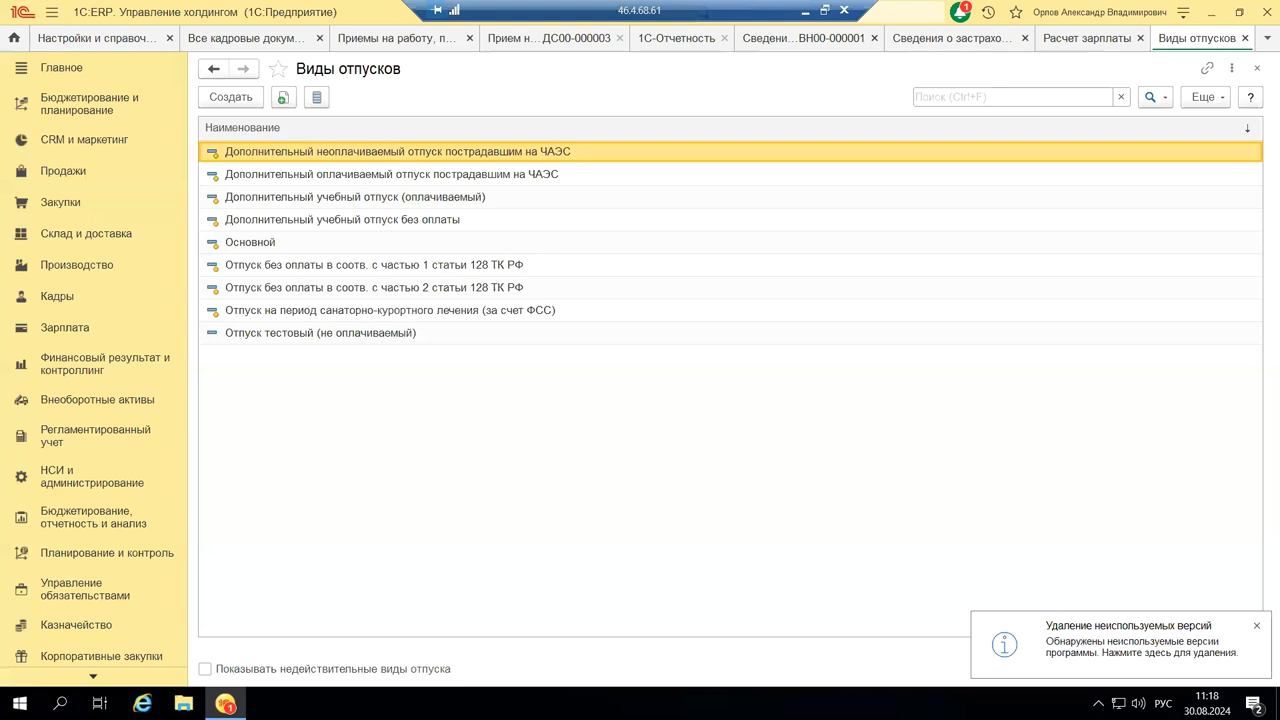 1С:ERP. Управление холдингом (1С:Предприятие)
46.4.68.61
1
Орлов Александр Владимирович
Настройки и справоч...
Все кадровые докум...
Приемы на работу, п...
Прием н...ДС00-000003
1С-Отчетность
Сведени...ВН00-000001
Сведения о застрахо...
Расчет зарплаты
Виды отпусков
Главное
Бюджетирование и
планирование
CRM и маркетинг
Продажи
Закупки
Склад и доставка
Производство
Кадры
Зарплата
Финансовый результат и
контроллинг
Внеоборотные активы
Регламентированный
учет
НСИ и
администрирование
Бюджетирование,
отчетность и анализ
Планирование и контроль
Управление
обязательствами
Казначейство
Корпоративные закупки
Виды отпусков
Создать
Поиск (Ctrl+F)
Еще
?
Наименование
Дополнительный неоплачиваемый отпуск пострадавшим на ЧАЭС
Дополнительный оплачиваемый отпуск пострадавшим на ЧАЭС
Дополнительный учебный отпуск (оплачиваемый)
Дополнительный учебный отпуск без оплаты
Основной
Отпуск без оплаты в соотв. с частью 1 статьи 128 ТК РФ
Отпуск без оплаты в соотв. с частью 2 статьи 128 ТК РФ
Отпуск на период санаторно-курортного лечения (за счет ФСС)
Отпуск тестовый (не оплачиваемый)
Показывать недействительные виды отпуска
Удаление неиспользуемых версий
Обнаружены неиспользуемые версии
программы. Нажмите здесь для удаления.
1
РУС
11:18
30.08.2024
2